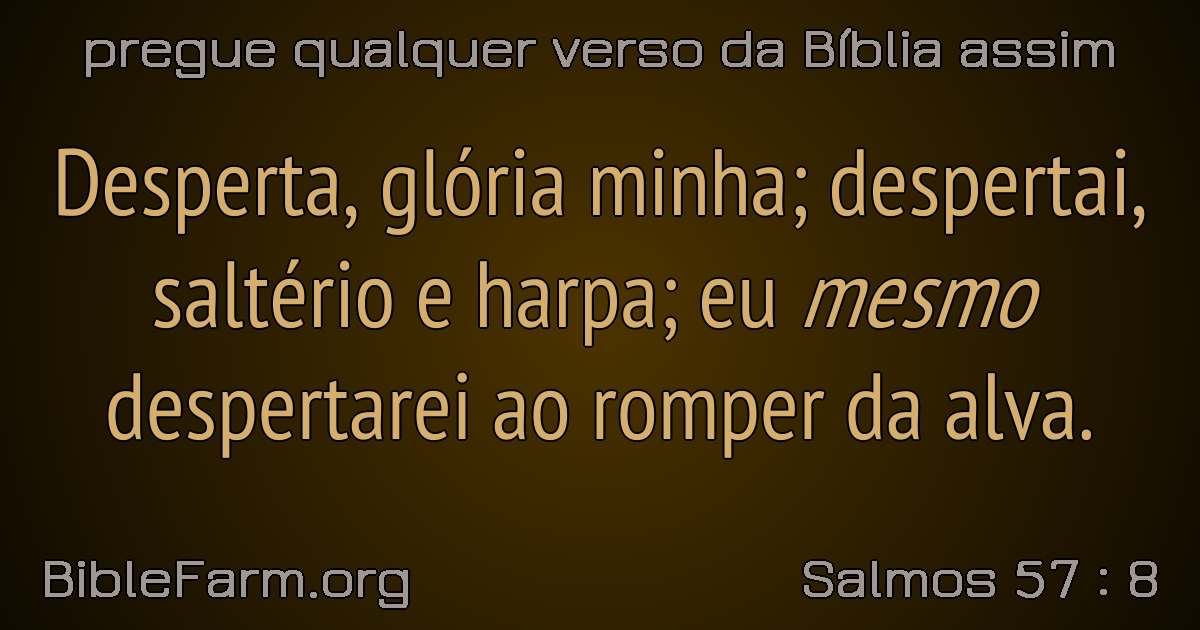 pregue qualquer verso da Bíblia assim
Desperta, glória minha; despertai,
saltério e harpa; eu mesmo
despertarei ao romper da alva.
BibleFarm.org
Salmos 57 : 8